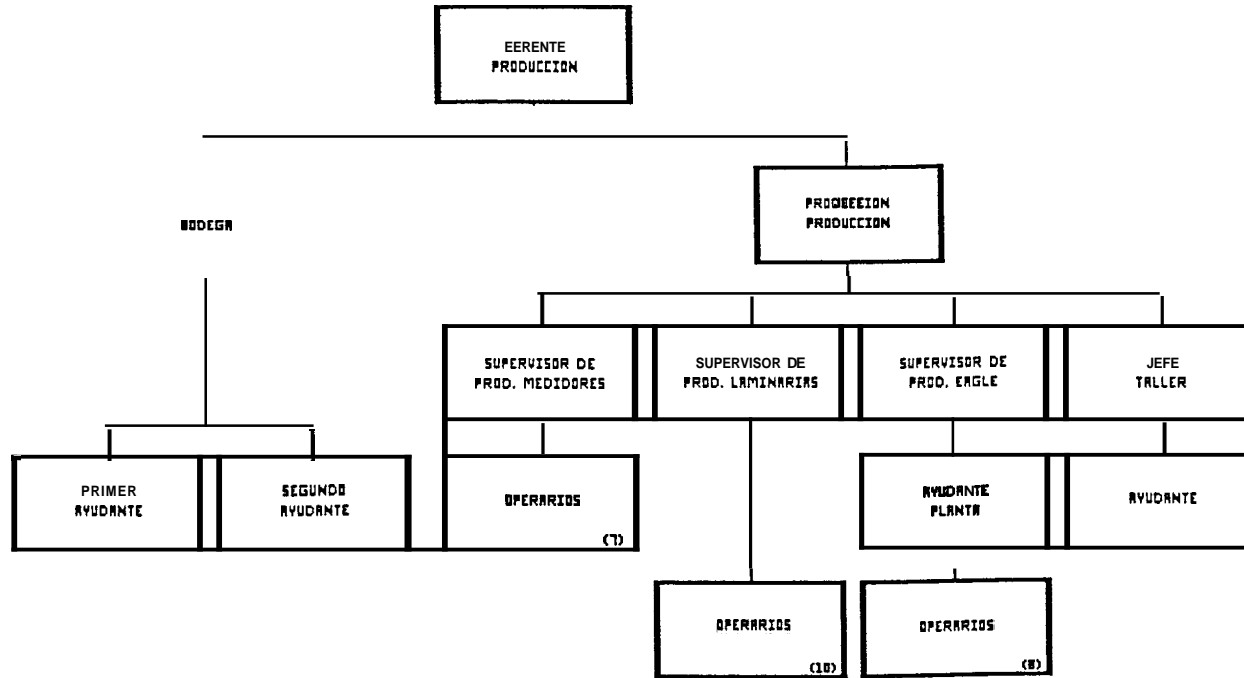 EERENTE
PRODUCCION
BODEGA
PRODUCCION
SUPERVISOR DE
PROD. MEDIDORES
SUPERVISOR DE
PROD. LAMINARIAS
SUPERVISOR DE
PROD. EAGLE
JEFE
TALLER
PRIMER
AYUDANTE
SEGUNDO
AYUDANTE
OPERARIOS
(7)
AYUDANTE
PLANTA
AYUDANTE
OPERARIOS
(10)
OPERARIOS
(8)